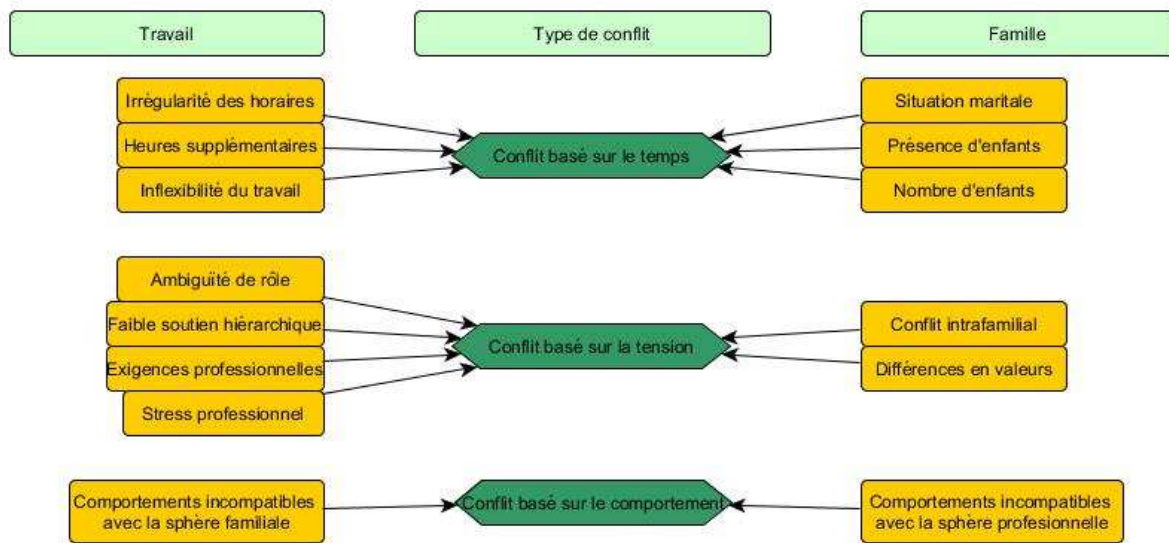 Travail
Type de conflit
Famille
Irrégularité des horaires
Heures supplémentaires
Inflexibilité du travail
Conflit basé sur le temps
Situation maritale
Présence d'enfants
Nombre d'enfants
Ambiguïté de rôle
Faible soutien hiérarchique
Exigences professionnelles
Stress professionnel
Conflit basé sur la tension
Conflit intrafamilial
Différences en valeurs
Comportements incompatibles
avec la sphère familiale
Conflit basé sur le comportement
Comportements incompatibles
avec la sphère profesionnelle